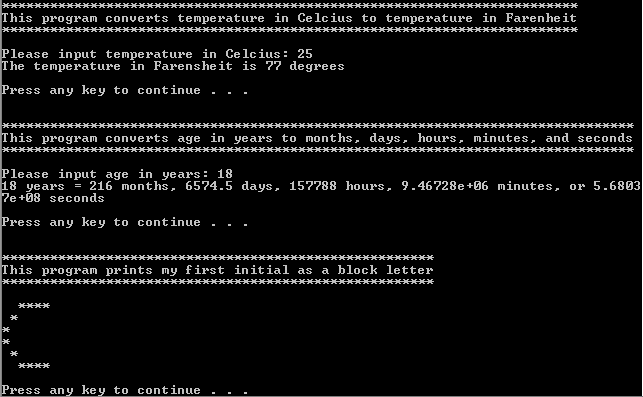 ************************************************************************
This program converts temperature in Celcius to temperature in Farenheit
************************************************************************
Please input temperature in Celcius: 25
The temperature in Farensheit is 77 degrees
Press any key to continue . . .
*******************************************************************************
This program converts age in years to months, days, hours, minutes, and seconds
*******************************************************************************
Please input age in years: 18
18 years = 216 months, 6574.5 days, 157788 hours, 9.46728e+06 minutes, or 5.6803
7e+08 seconds
Press any key to continue . . .
******************************************************
This program prints my first initial as a block letter
******************************************************
  ****
 *
*
*
 *
  ****
Press any key to continue . . .